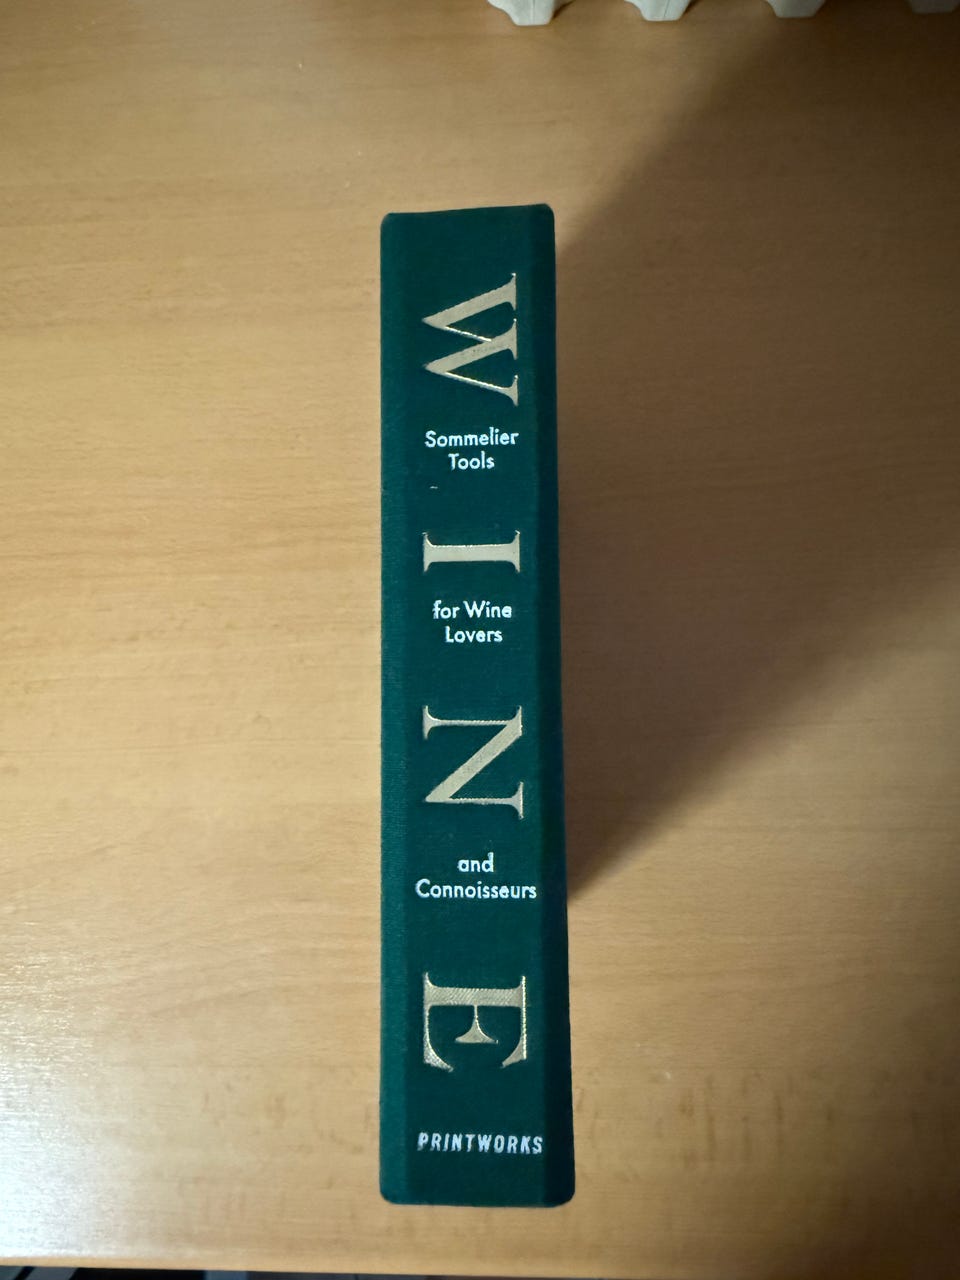 W
Sommelier
Tools
I
for Wine
Lovers
N
and
Connoisseurs
E
PRINTWORKS